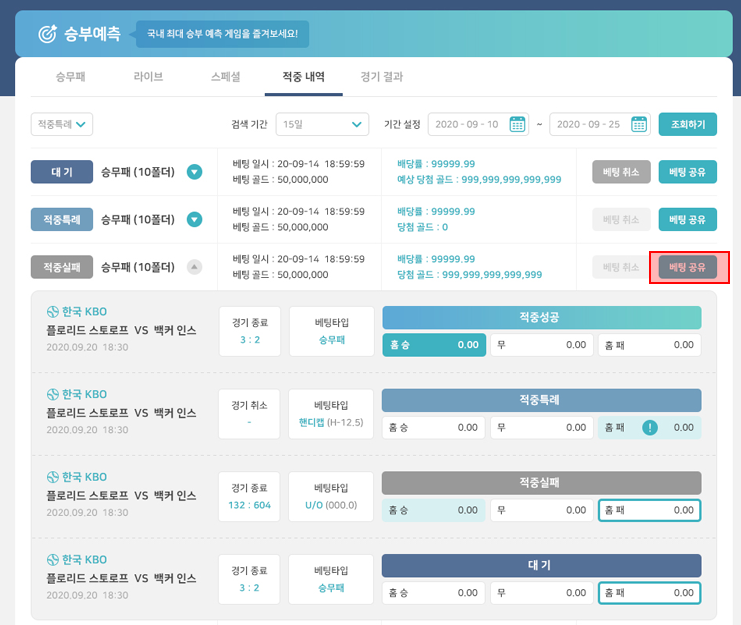 승부예측 국내 최대 승부 예측 게임을 즐겨보세요!
승무패 라이브 스페셜 적중 내역 경기 결과
적중특례 검색 기간 15일 기간 설정 2020 - 09 - 10 ~ 2020 - 09 - 25 조회하기
대 기 승무패 (10폴더) 베팅 일시 : 20-09-14 18:59:59 배당률 : 99999.99 베팅 취소 베팅 공유
베팅 골드 : 50,000,000 예상 당첨 골드 : 999,999,999,999,999
적중특례 승무패 (10폴더) 베팅 일시 : 20-09-14 18:59:59 배당률 : 99999.99 베팅 취소 베팅 공유
베팅 골드 : 50,000,000 당첨 골드 : 0
적중실패 승무패 (10폴더) 베팅 일시 : 20-09-14 18:59:59 배당률 : 99999.99 베팅 취소 베팅 공유
베팅 골드 : 50,000,000 당첨 골드 : 999,999,999,999,999
한국 KBO 경기 종료 베팅타입 적중성공
플로리드 스토로프 VS 백커 인스 3 : 2 승무패 홈 승 0.00 무 0.00 홈 패 0.00
2020.09.20 18:30
한국 KBO 경기 취소 베팅타입 적중특례
플로리드 스토로프 VS 백커 인스 - 핸디캡 (H-12.5) 홈 승 0.00 무 0.00 홈 패 ! 0.00
2020.09.20 18:30
한국 KBO 경기 종료 베팅타입 적중실패
플로리드 스토로프 VS 백커 인스 132 : 604 U/O (000.0) 홈 승 0.00 무 0.00 홈 패 0.00
2020.09.20 18:30
한국 KBO 경기 종료 베팅타입 대 기
플로리드 스토로프 VS 백커 인스 3 : 2 승무패 홈 승 0.00 무 0.00 홈 패 0.00
2020.09.20 18:30